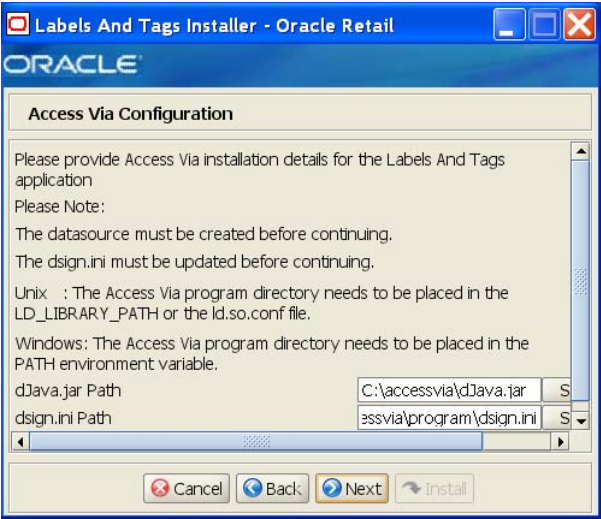 Labels And Tags Installer - Oracle Retail
ORACLE
Access Via Configuration
Please provide Access Via installation details for the Labels And Tags
application
Please Note:
The datasource must be created before continuing.
The dsign.ini must be updated before continuing.
Unix : The Access Via program directory needs to be placed in the
LD_LIBRARY_PATH or the ld.so.conf file.
Windows: The Access Via program directory needs to be placed in the
PATH environment variable.
dJava.jar Path C:\accessvia\dJava.jar S
dsign.ini Path essvia\program\dsign.ini S
Cancel Back Next Install